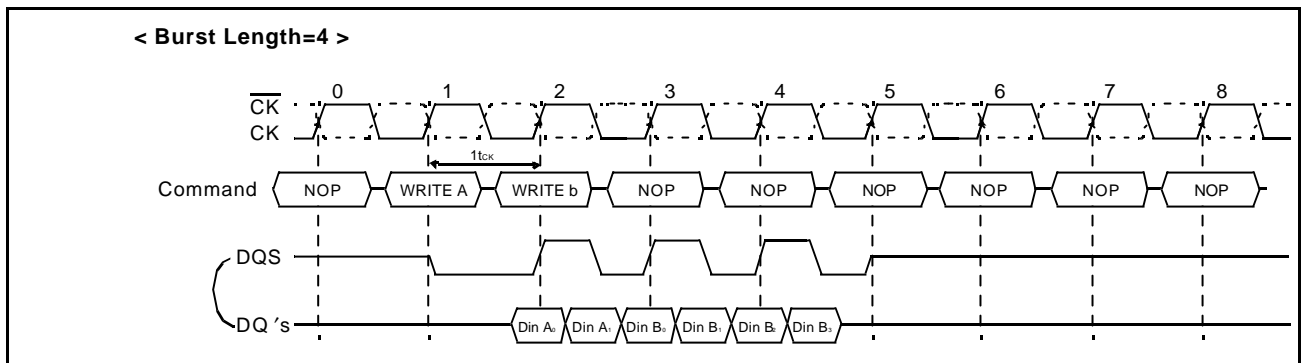 < Burst Length=4 >
0 1 2 3 4 5 6 7 8
CK
CK
1tCK
Command NOP WRITE A WRITE b NOP NOP NOP NOP NOP NOP
DQS
DQ's Din A₀ Din A₁ Din B₀ Din B₁ Din B₂ Din B₃